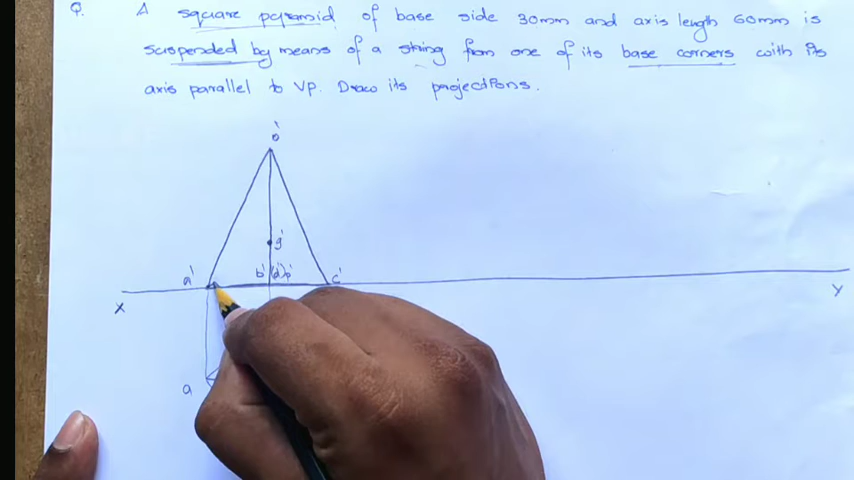 Q. A square pyramid of base side 30mm and axis length 60mm is
suspended by means of a string from one of its base corners with its
axis parallel to VP. Draw its projections.
o'
g'
a' b' (d') p' c'
X Y
a